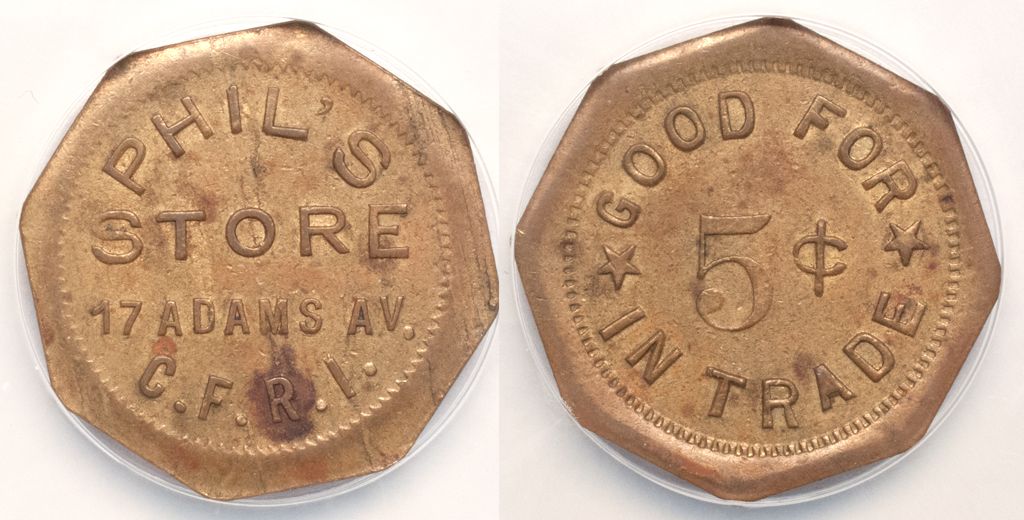 PHIL'S
STORE
17 ADAMS AV.
C.F.R.I.
GOOD FOR
5¢
IN TRADE